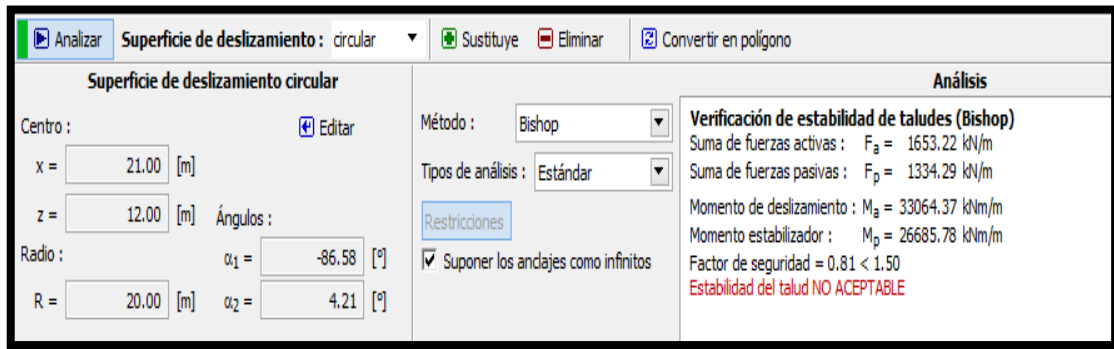 Analizar Superficie de deslizamiento : circular Sustituye Eliminar Convertir en polígono
Superficie de deslizamiento circular
Centro : Editar
x = 21.00 [m]
z = 12.00 [m] Ángulos :
Radio : α1 = -86.58 [°]
R = 20.00 [m] α2 = 4.21 [°]
Método : Bishop
Tipos de análisis : Estándar
Restricciones
Suponer los anclajes como infinitos
Análisis
Verificación de estabilidad de taludes (Bishop)
Suma de fuerzas activas : Fa = 1653.22 kN/m
Suma de fuerzas pasivas : Fp = 1334.29 kN/m
Momento de deslizamiento : Ma = 33064.37 kNm/m
Momento estabilizador : Mp = 26685.78 kNm/m
Factor de seguridad = 0.81 < 1.50
Estabilidad del talud NO ACEPTABLE